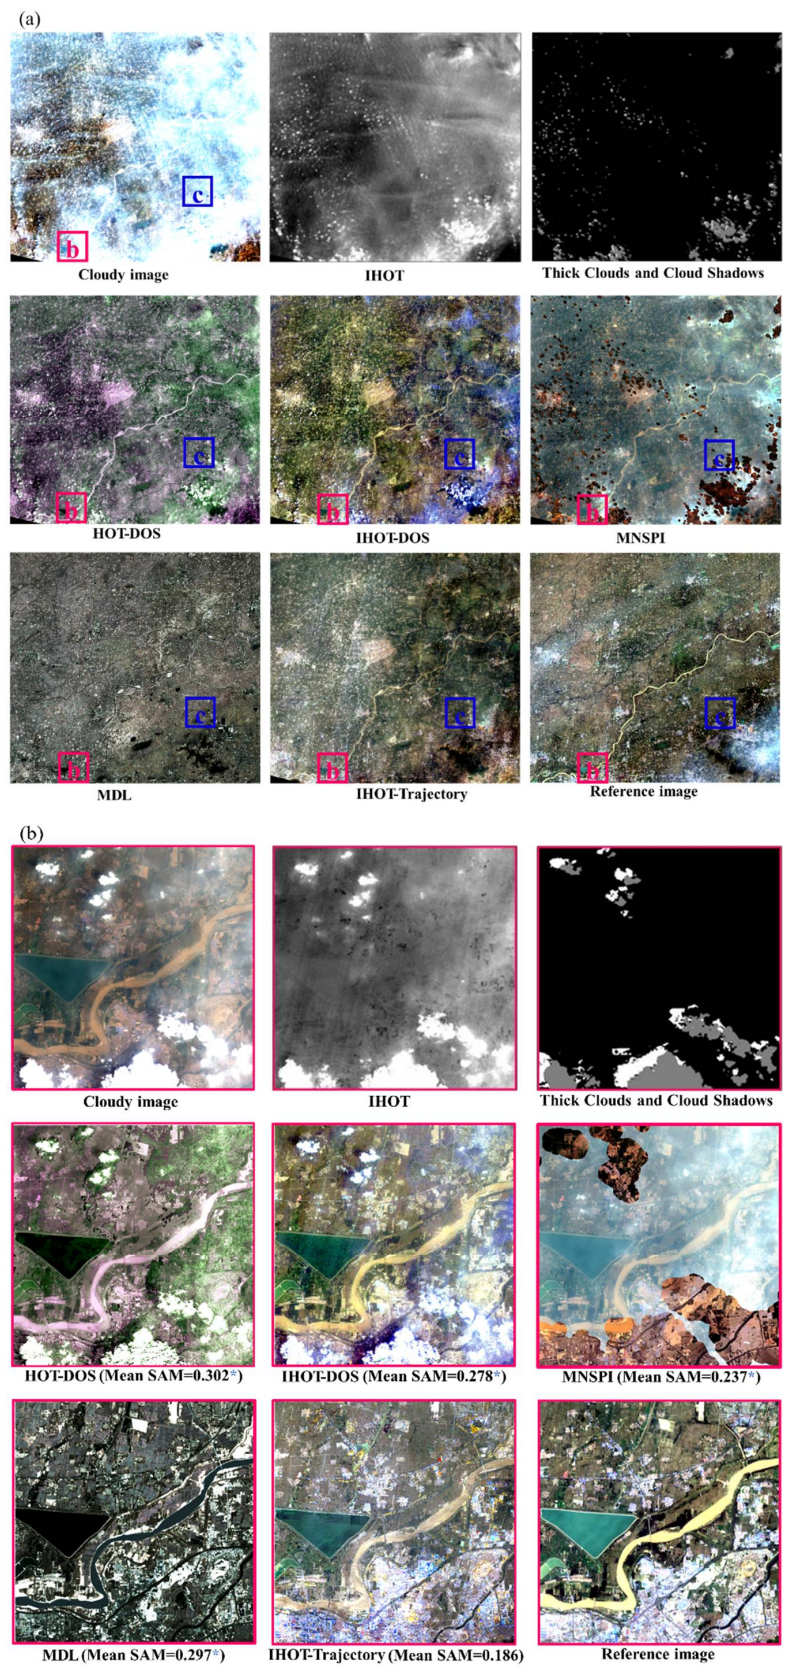 (a)
c
b
Cloudy image
IHOT
Thick Clouds and Cloud Shadows
c
b
HOT-DOS
c
b
IHOT-DOS
c
b
MNSPI
c
b
MDL
c
b
IHOT-Trajectory
c
b
Reference image
(b)
Cloudy image
IHOT
Thick Clouds and Cloud Shadows
HOT-DOS (Mean SAM=0.302*)
IHOT-DOS (Mean SAM=0.278*)
MNSPI (Mean SAM=0.237*)
MDL (Mean SAM=0.297*)
IHOT-Trajectory (Mean SAM=0.186)
Reference image